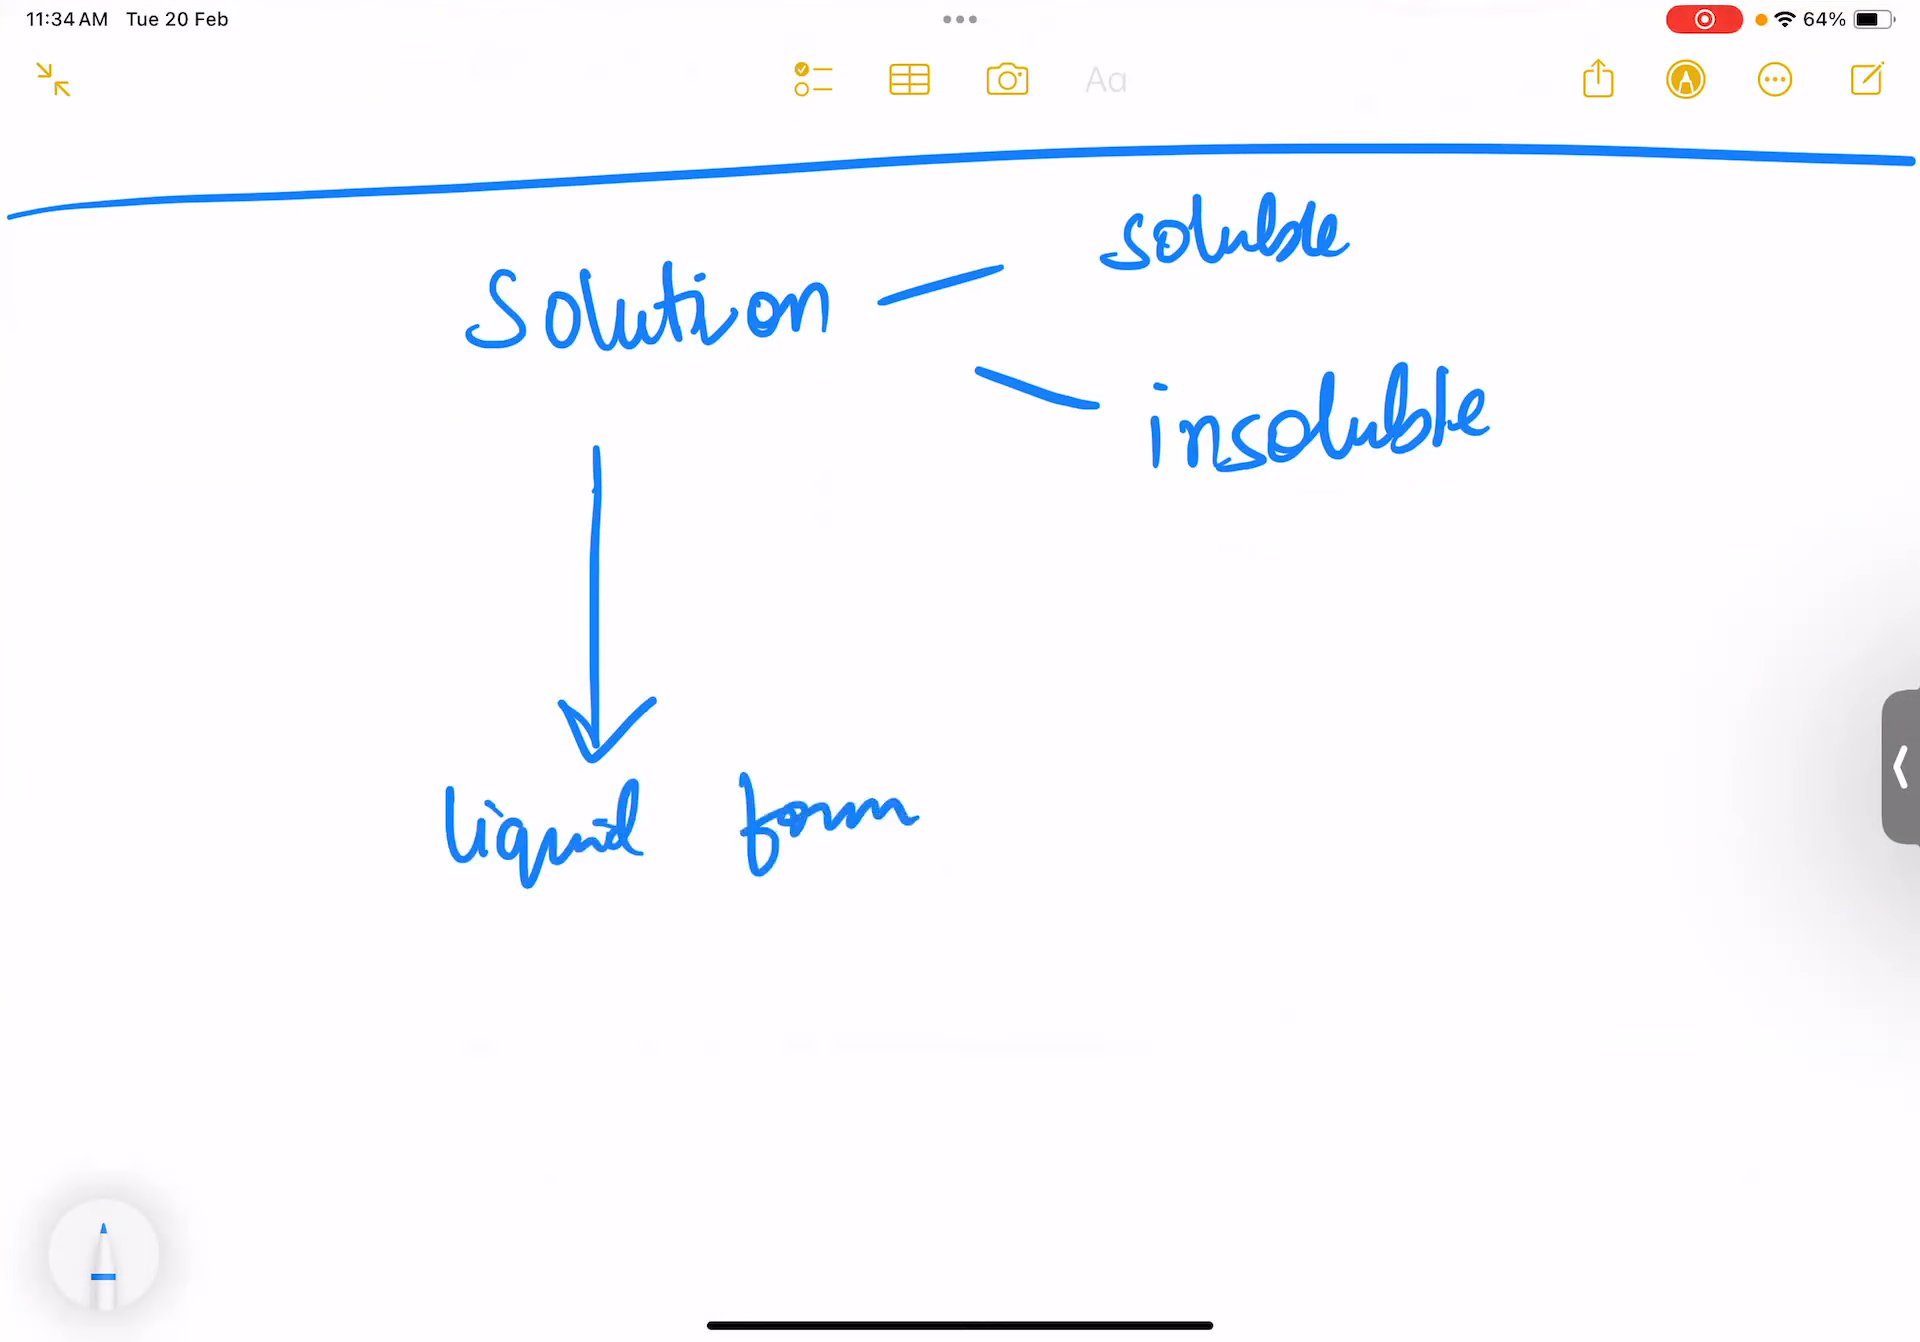 11:34 AM Tue 20 Feb
64%
Aa
soluble
Solution
insoluble
liquid form